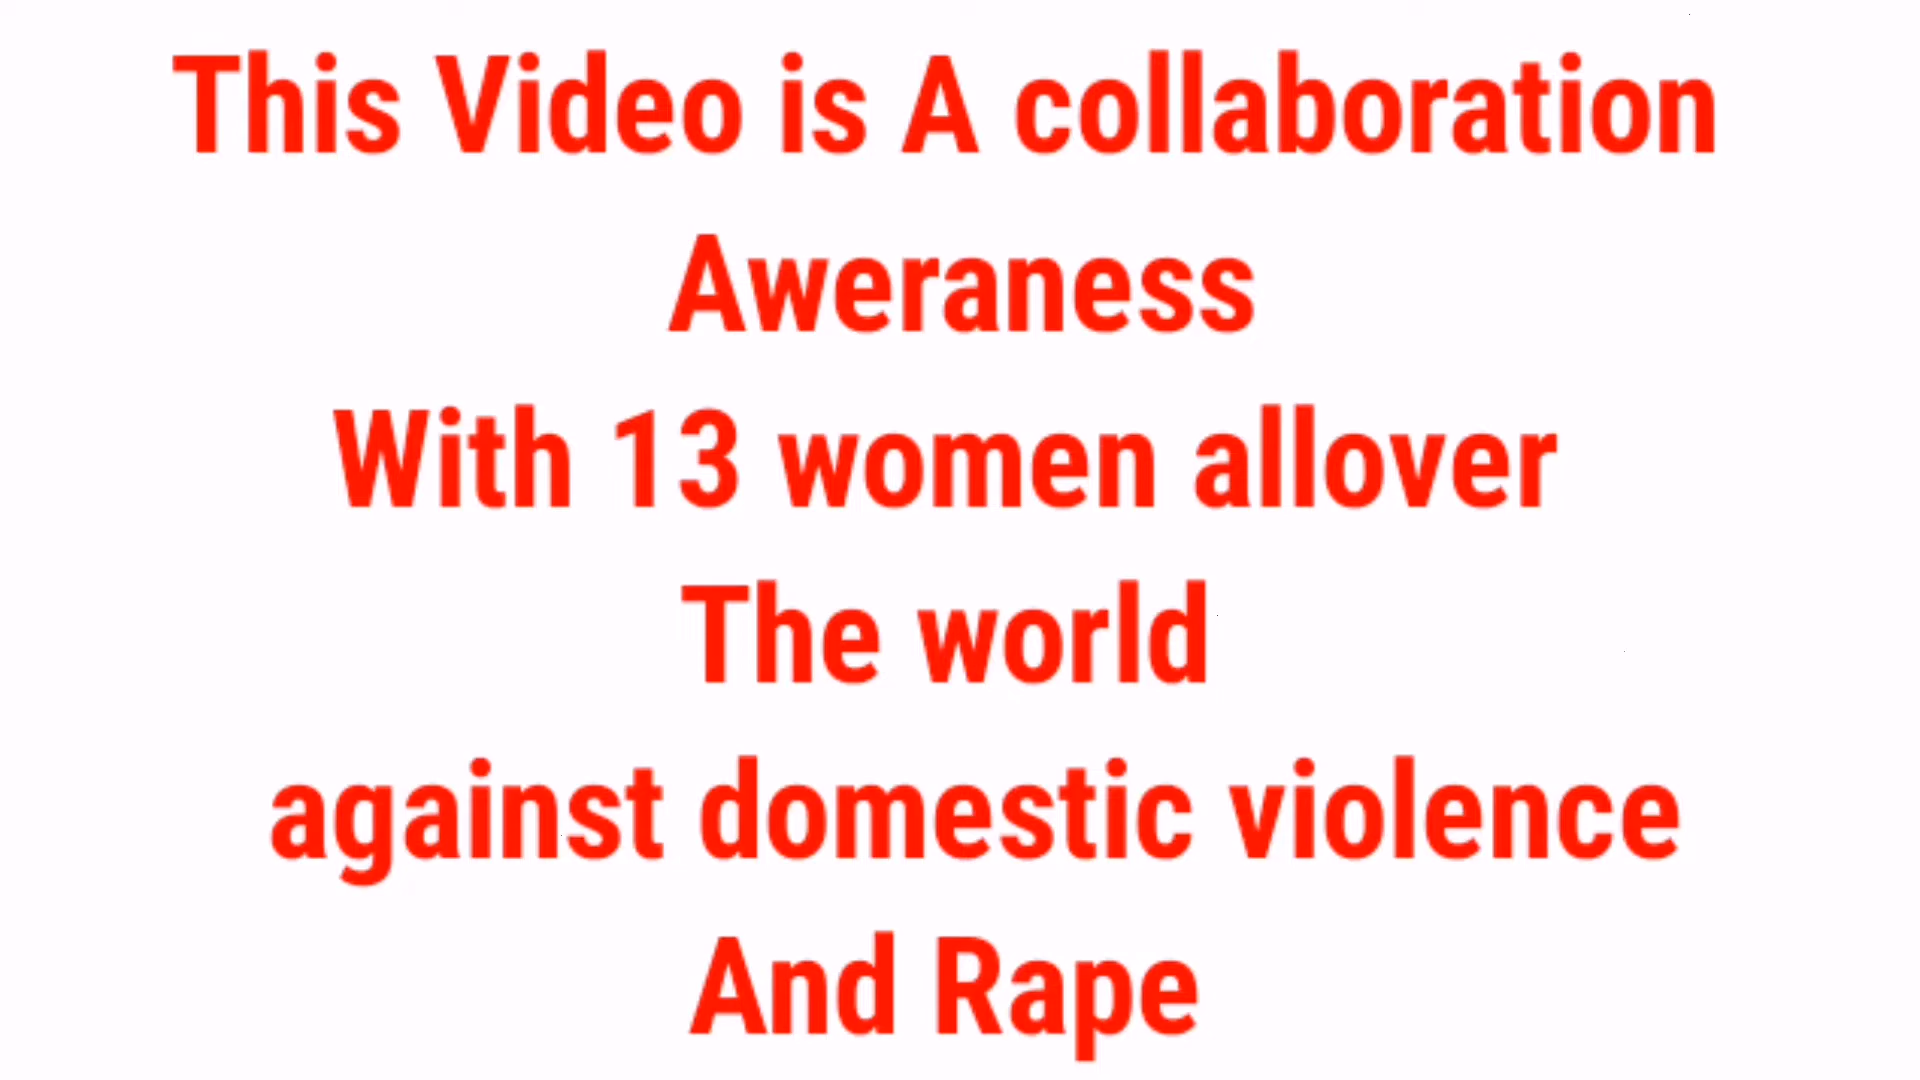 This Video is A collaboration
Aweraness
With 13 women allover
The world
against domestic violence
And Rape